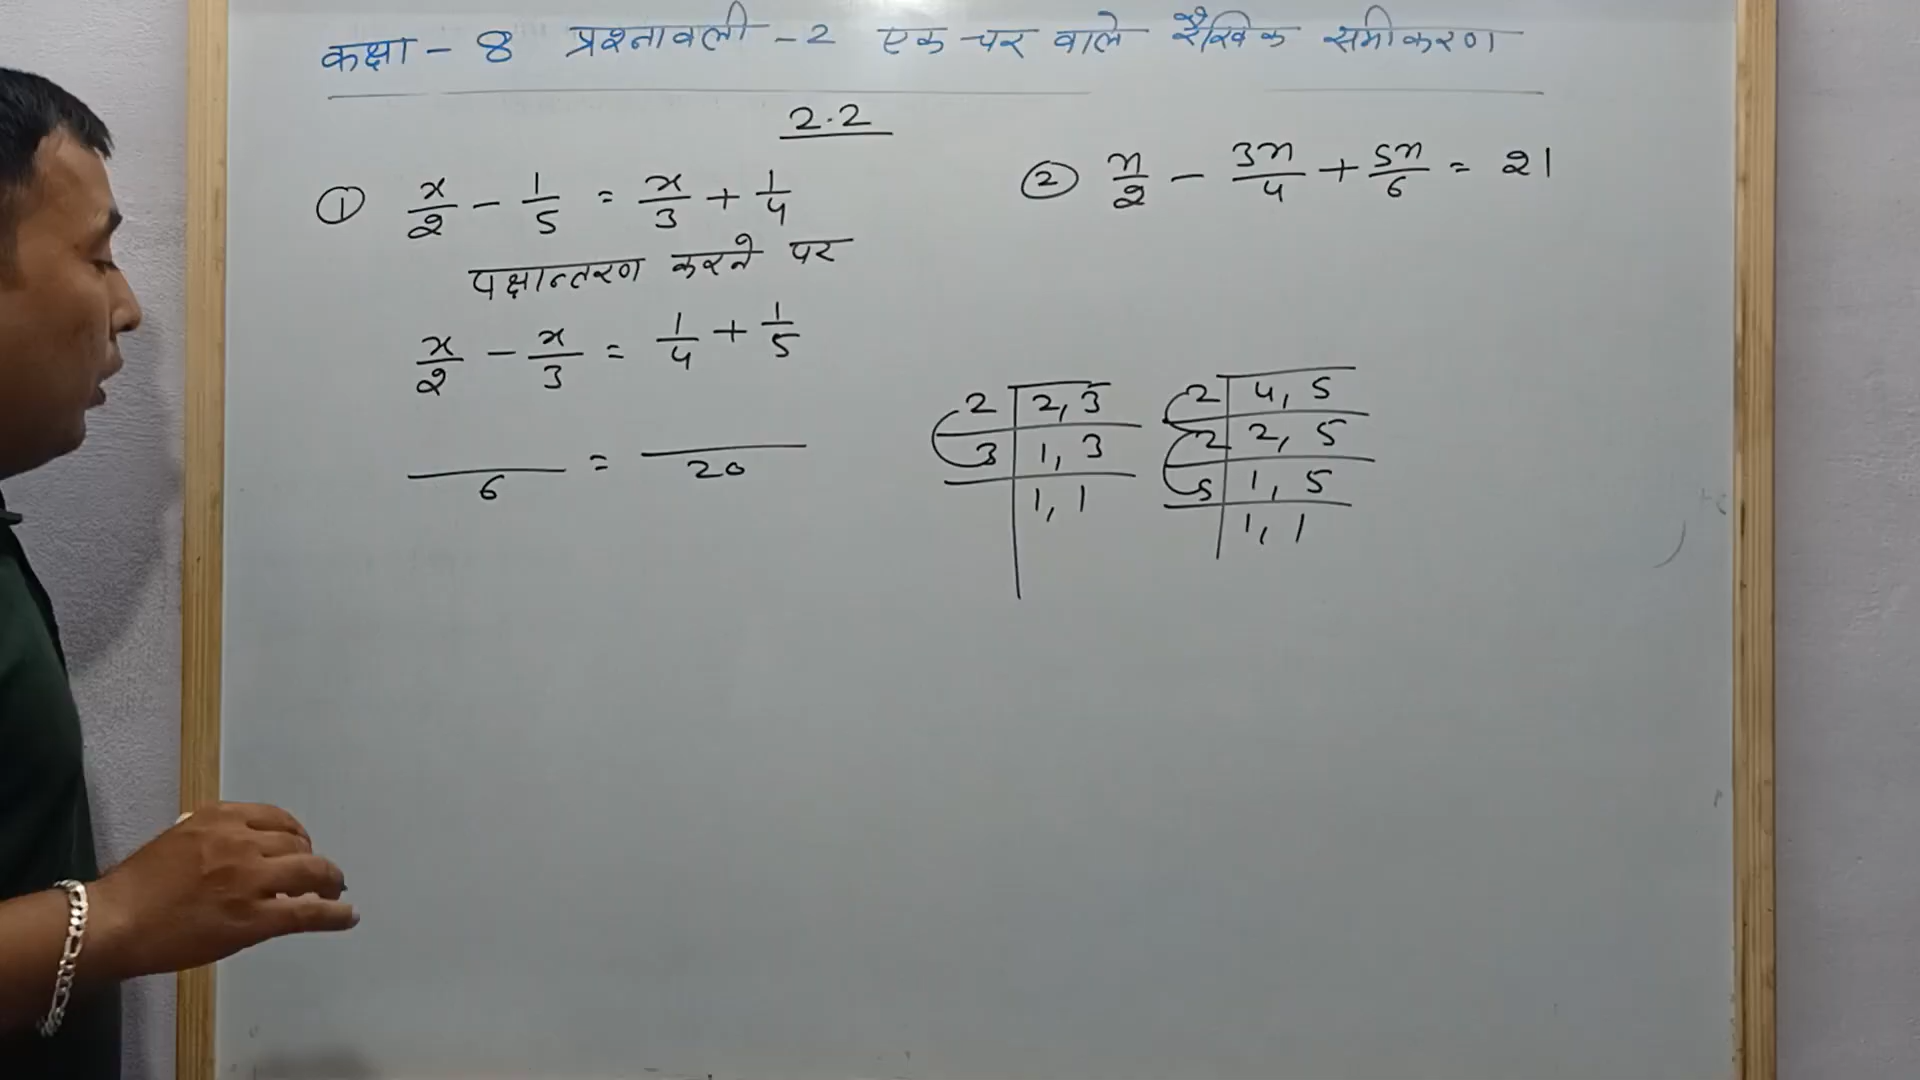 कक्षा - 8 प्रश्नावली - 2 एक चर वाले रैखिक समीकरण
2.2
① x/2 - 1/5 = x/3 + 1/4
पक्षान्तरण करने पर
x/2 - x/3 = 1/4 + 1/5
/6 = /20
② n/2 - 3n/4 + 5n/6 = 21
2 | 2, 3
3 | 1, 3
1, 1
2 | 4, 5
2 | 2, 5
5 | 1, 5
1, 1